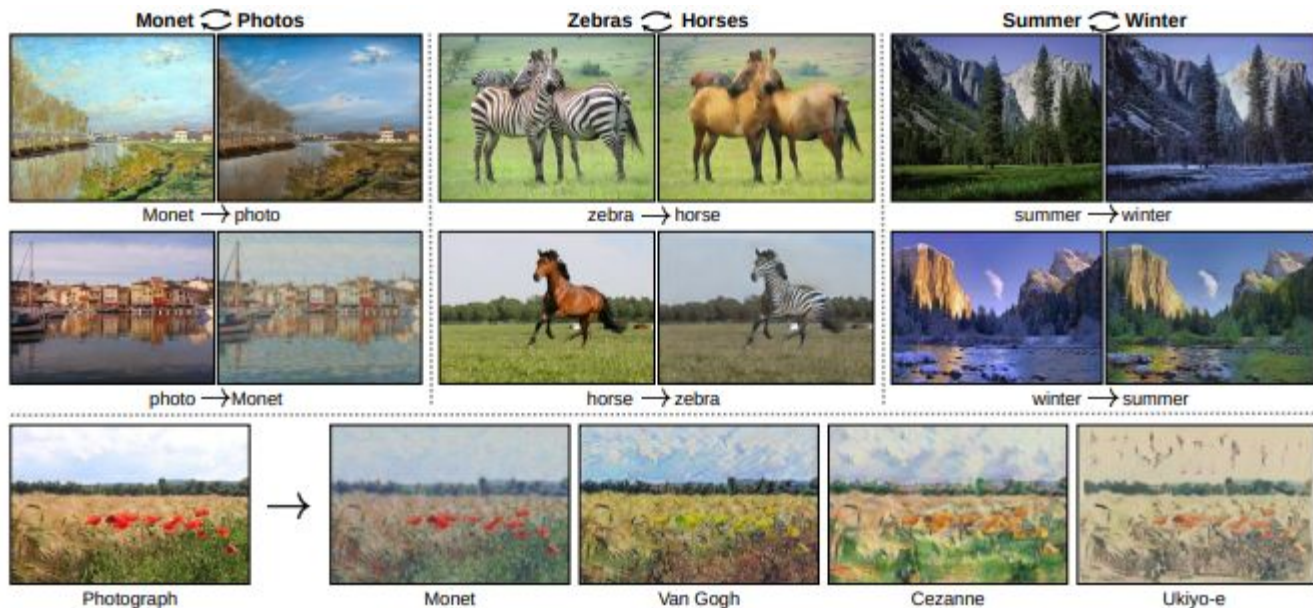 Monet Photos
Zebras Horses
Summer Winter
Monet → photo
zebra → horse
summer → winter
photo → Monet
horse → zebra
winter → summer
Photograph
Monet
Van Gogh
Cezanne
Ukiyo-e